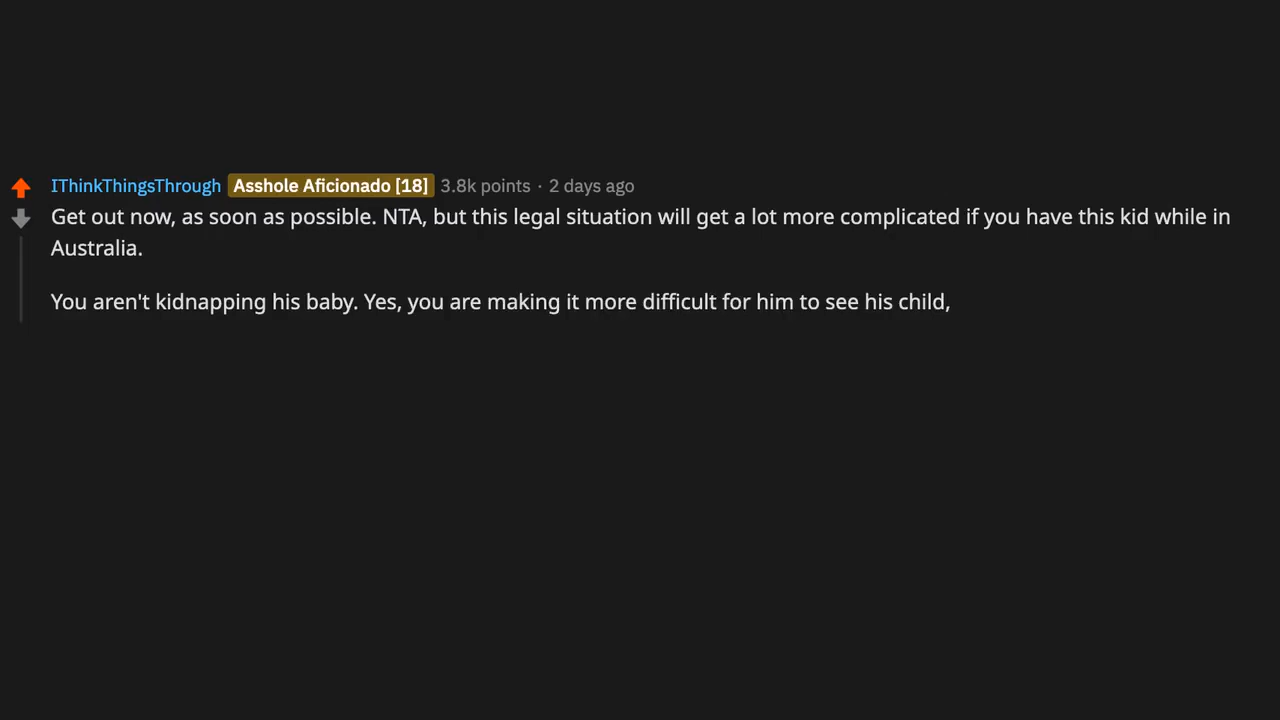 IThinkThingsThrough Asshole Aficionado [18] 3.8k points · 2 days ago
Get out now, as soon as possible. NTA, but this legal situation will get a lot more complicated if you have this kid while in
Australia.
You aren't kidnapping his baby. Yes, you are making it more difficult for him to see his child,